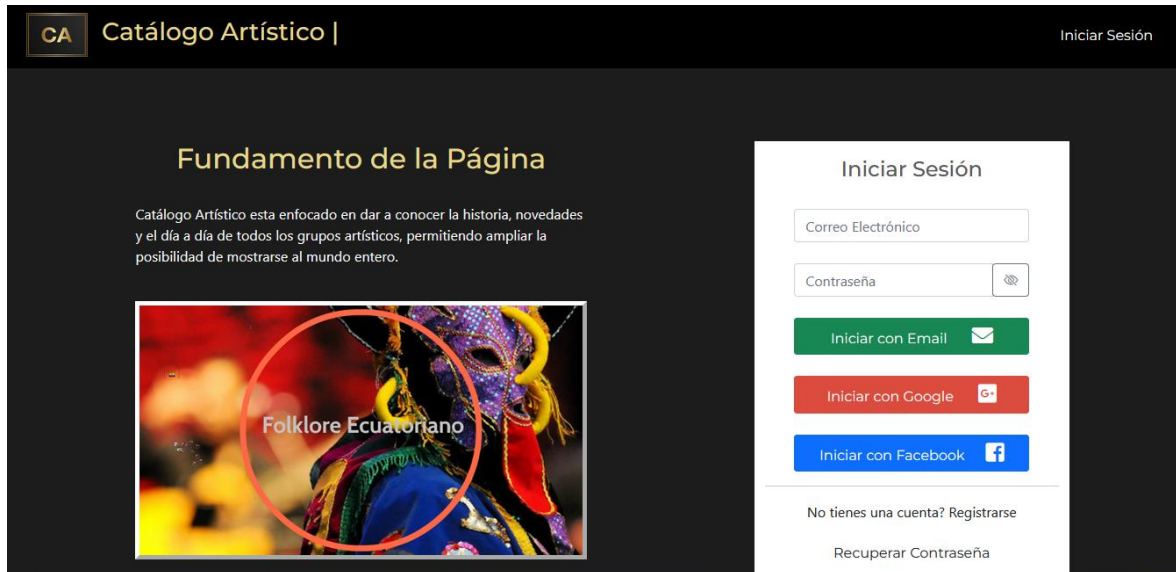 CA
Catálogo Artístico |
Iniciar Sesión
Fundamento de la Página
Catálogo Artístico esta enfocado en dar a conocer la historia, novedades
y el día a día de todos los grupos artísticos, permitiendo ampliar la
posibilidad de mostrarse al mundo entero.
Folklore Ecuatoriano
Iniciar Sesión
Correo Electrónico
Contraseña
Iniciar con Email
Iniciar con Google
G+
Iniciar con Facebook
No tienes una cuenta? Registrarse
Recuperar Contraseña